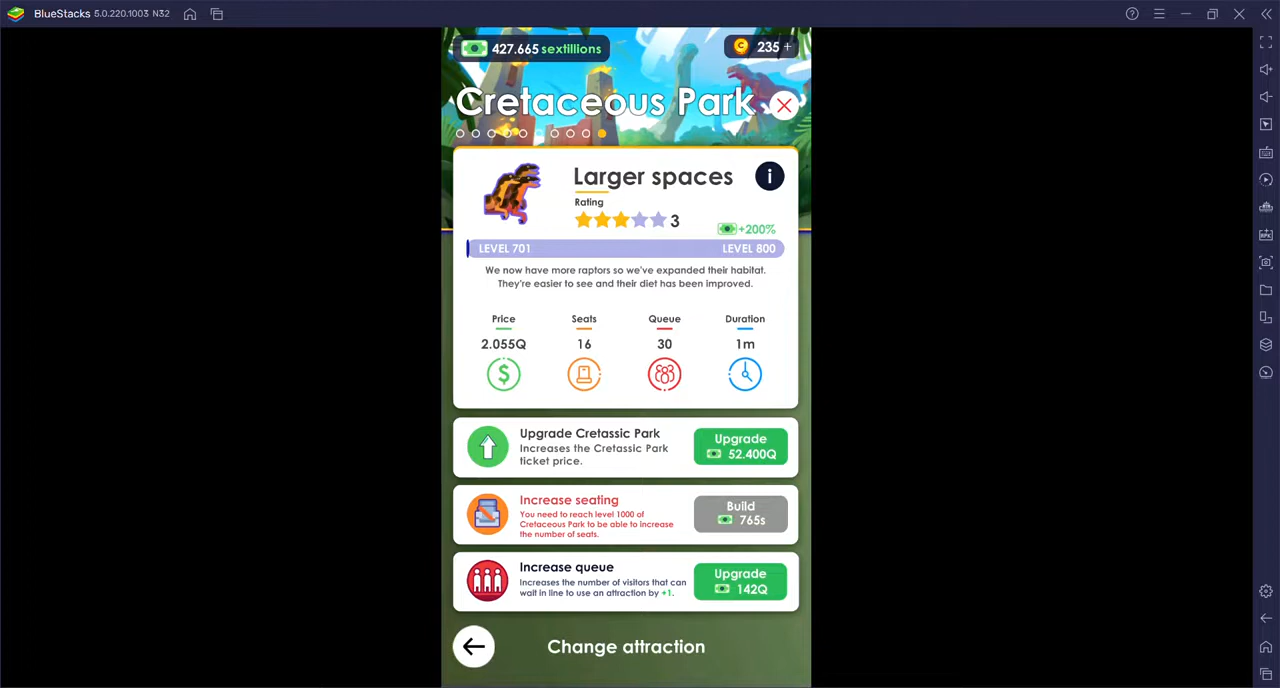 BlueStacks 5.0.220.1003 N32
427.665 sextillions
235 +
Cretaceous Park
Larger spaces
Rating
3
+200%
LEVEL 701 LEVEL 800
We now have more raptors so we've expanded their habitat.
They're easier to see and their diet has been improved.
Price Seats Queue Duration
2.055Q 16 30 1m
Upgrade Cretassic Park
Increases the Cretassic Park
ticket price.
Upgrade
52.400Q
Increase seating
You need to reach level 1000 of
Cretaceous Park to be able to increase
the number of seats.
Build
765s
Increase queue
Increases the number of visitors that can
wait in line to use an attraction by +1.
Upgrade
142Q
Change attraction